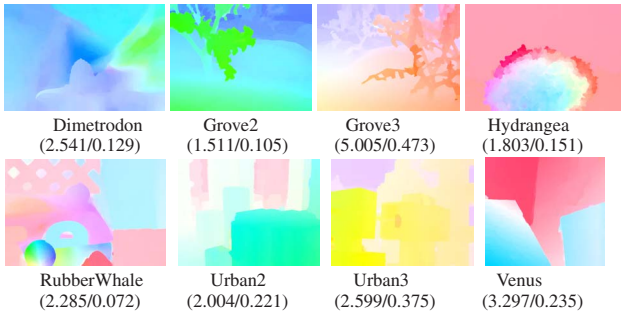 Dimetrodon
(2.541/0.129)
Grove2
(1.511/0.105)
Grove3
(5.005/0.473)
Hydrangea
(1.803/0.151)
RubberWhale
(2.285/0.072)
Urban2
(2.004/0.221)
Urban3
(2.599/0.375)
Venus
(3.297/0.235)